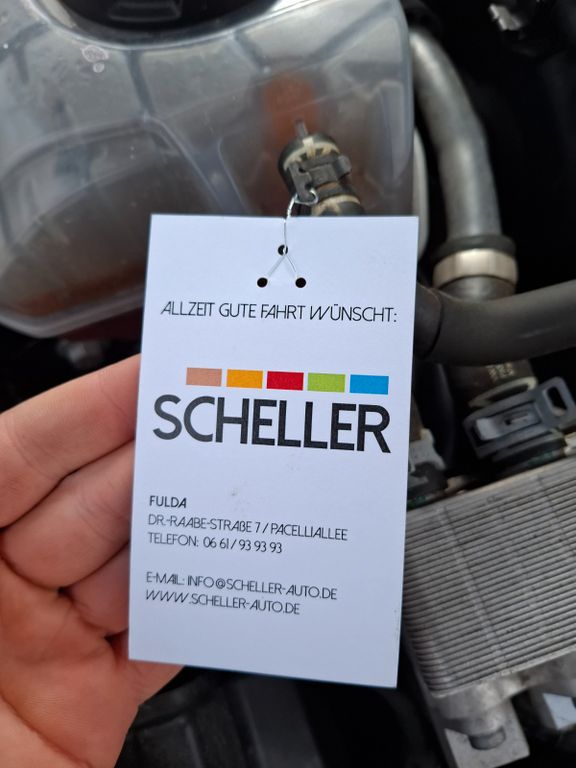 ALLZEIT GUTE FAHRT WÜNSCHT:
SCHELLER
FULDA
DR.-RAABE-STRAßE 7 / PACELLIALLEE
TELEFON: 06 61 / 93 93 93
E-MAIL: INFO@SCHELLER-AUTO.DE
WWW.SCHELLER-AUTO.DE